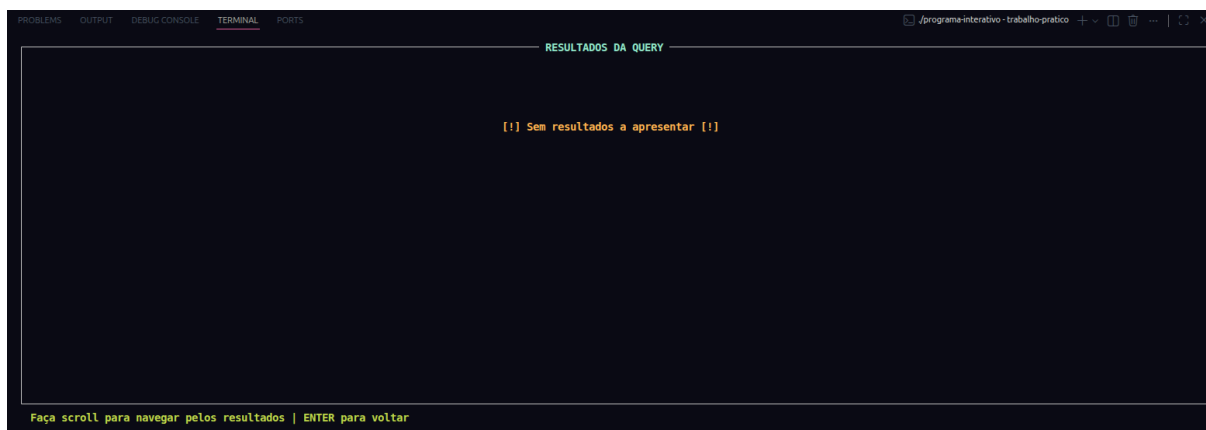 PROBLEMS OUTPUT DEBUG CONSOLE TERMINAL PORTS ./programa-interativo - trabalho-pratico
RESULTADOS DA QUERY
[!] Sem resultados a apresentar [!]
Faça scroll para navegar pelos resultados | ENTER para voltar